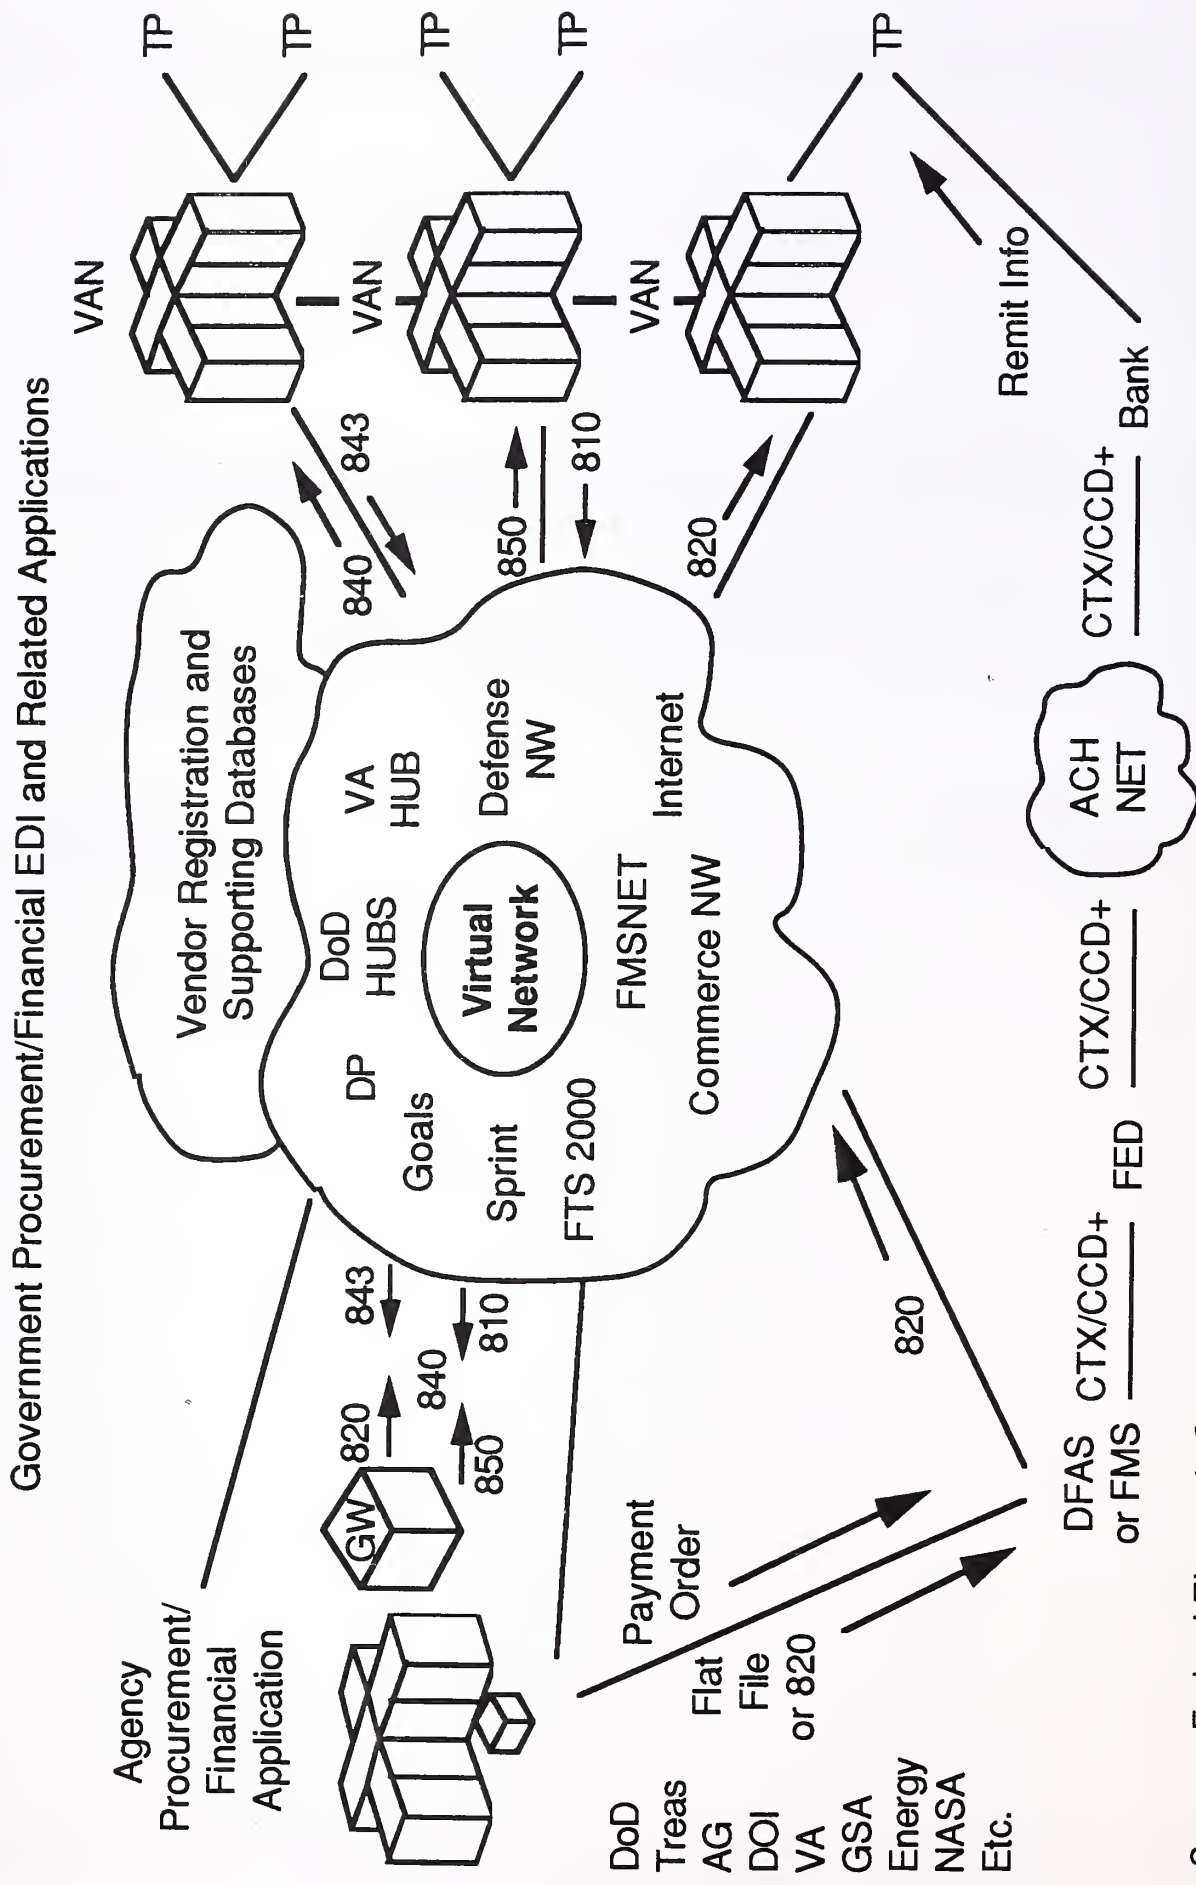 Government Procurement/Financial EDI and Related Applications
Agency
Procurement/
Financial
Application
GW
820
843
840
850
810
Vendor Registration and
Supporting Databases
DP
Goals
DoD
HUBS
VA
HUB
Sprint
FTS 2000
Virtual
Network
Defense
NW
FMSNET
Commerce NW
Internet
840
843
850
810
820
VAN
VAN
VAN
TP
TP
TP
TP
TP
DoD
Treas
AG
DOI
VA
GSA
Energy
NASA
Etc.
Flat
File
or 820
Payment
Order
820
Remit Info
DFAS
or FMS
CTX/CCD+
FED
CTX/CCD+
ACH
NET
CTX/CCD+
Bank